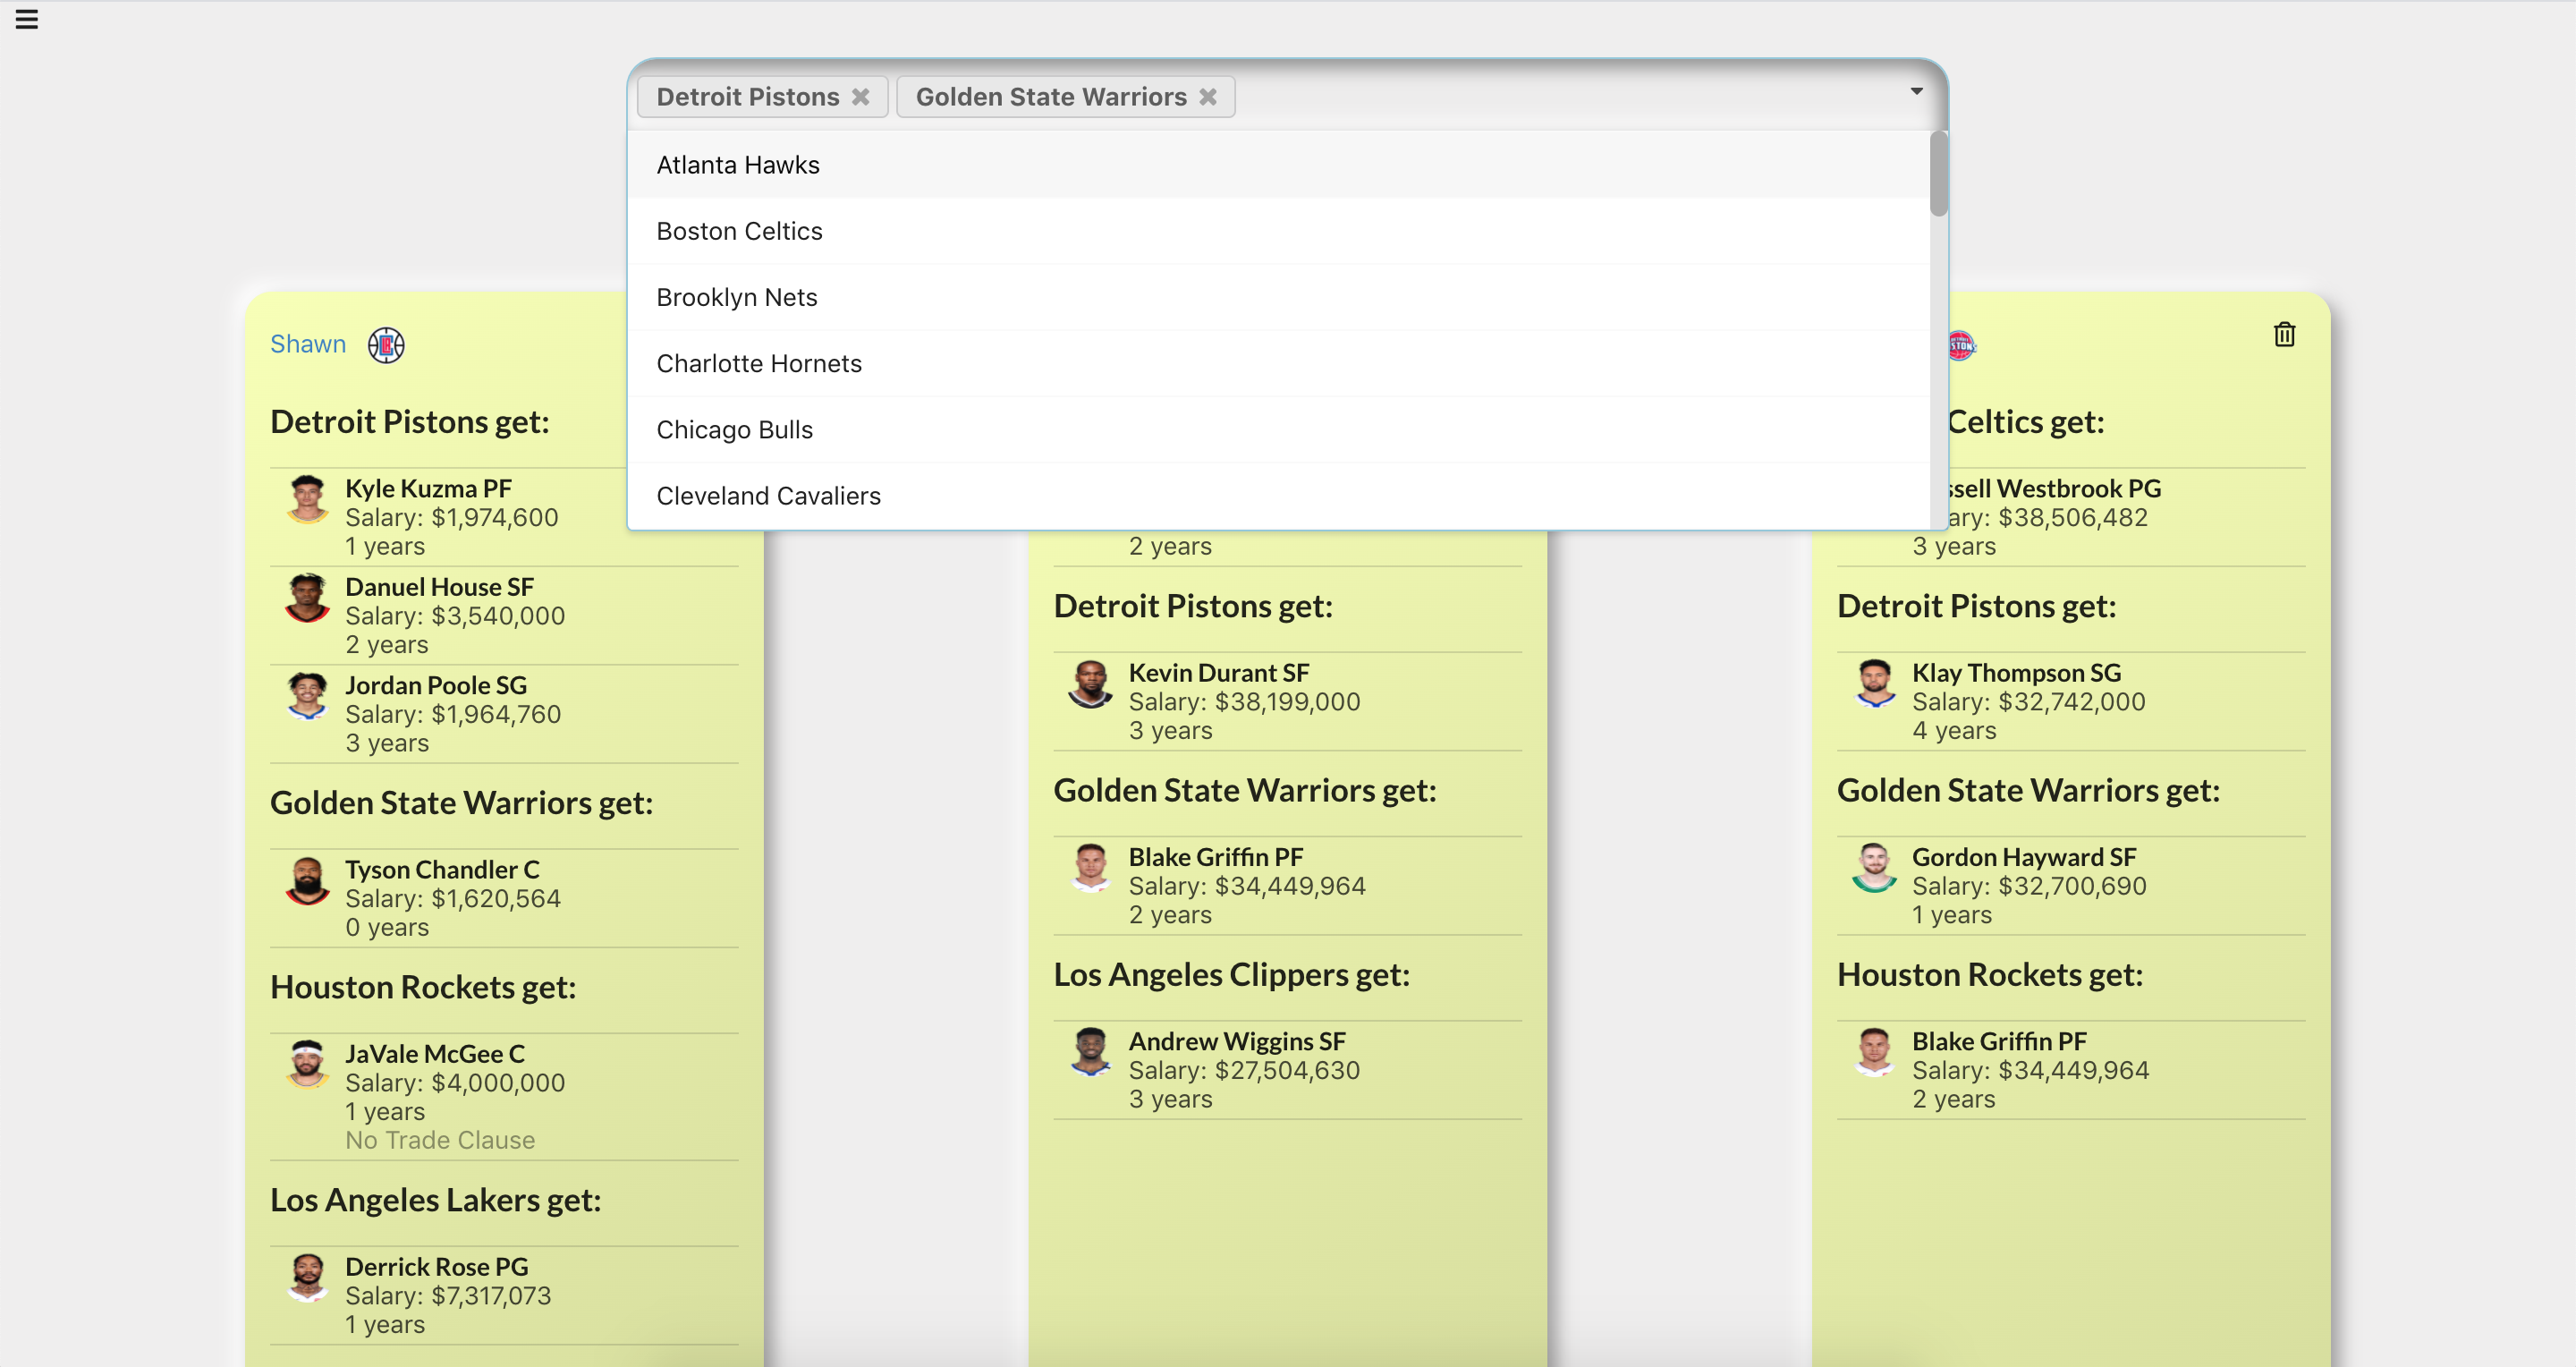 Detroit Pistons ✖ Golden State Warriors ✖
Atlanta Hawks
Boston Celtics
Brooklyn Nets
Charlotte Hornets
Chicago Bulls
Cleveland Cavaliers
Shawn
Detroit Pistons get:
Kyle Kuzma PF
Salary: $1,974,600
1 years
Danuel House SF
Salary: $3,540,000
2 years
Jordan Poole SG
Salary: $1,964,760
3 years
Golden State Warriors get:
Tyson Chandler C
Salary: $1,620,564
0 years
Houston Rockets get:
JaVale McGee C
Salary: $4,000,000
1 years
No Trade Clause
Los Angeles Lakers get:
Derrick Rose PG
Salary: $7,317,073
1 years
2 years
Detroit Pistons get:
Kevin Durant SF
Salary: $38,199,000
3 years
Golden State Warriors get:
Blake Griffin PF
Salary: $34,449,964
2 years
Los Angeles Clippers get:
Andrew Wiggins SF
Salary: $27,504,630
3 years
Celtics get:
ssell Westbrook PG
ary: $38,506,482
3 years
Detroit Pistons get:
Klay Thompson SG
Salary: $32,742,000
4 years
Golden State Warriors get:
Gordon Hayward SF
Salary: $32,700,690
1 years
Houston Rockets get:
Blake Griffin PF
Salary: $34,449,964
2 years